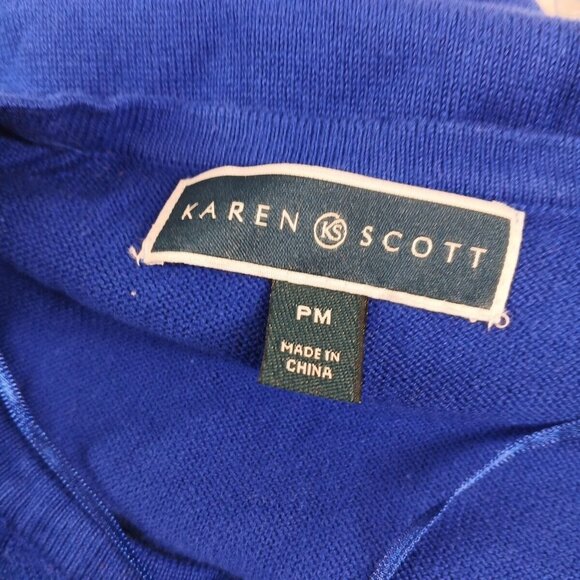 KAREN KS SCOTT
PM
MADE IN
CHINA